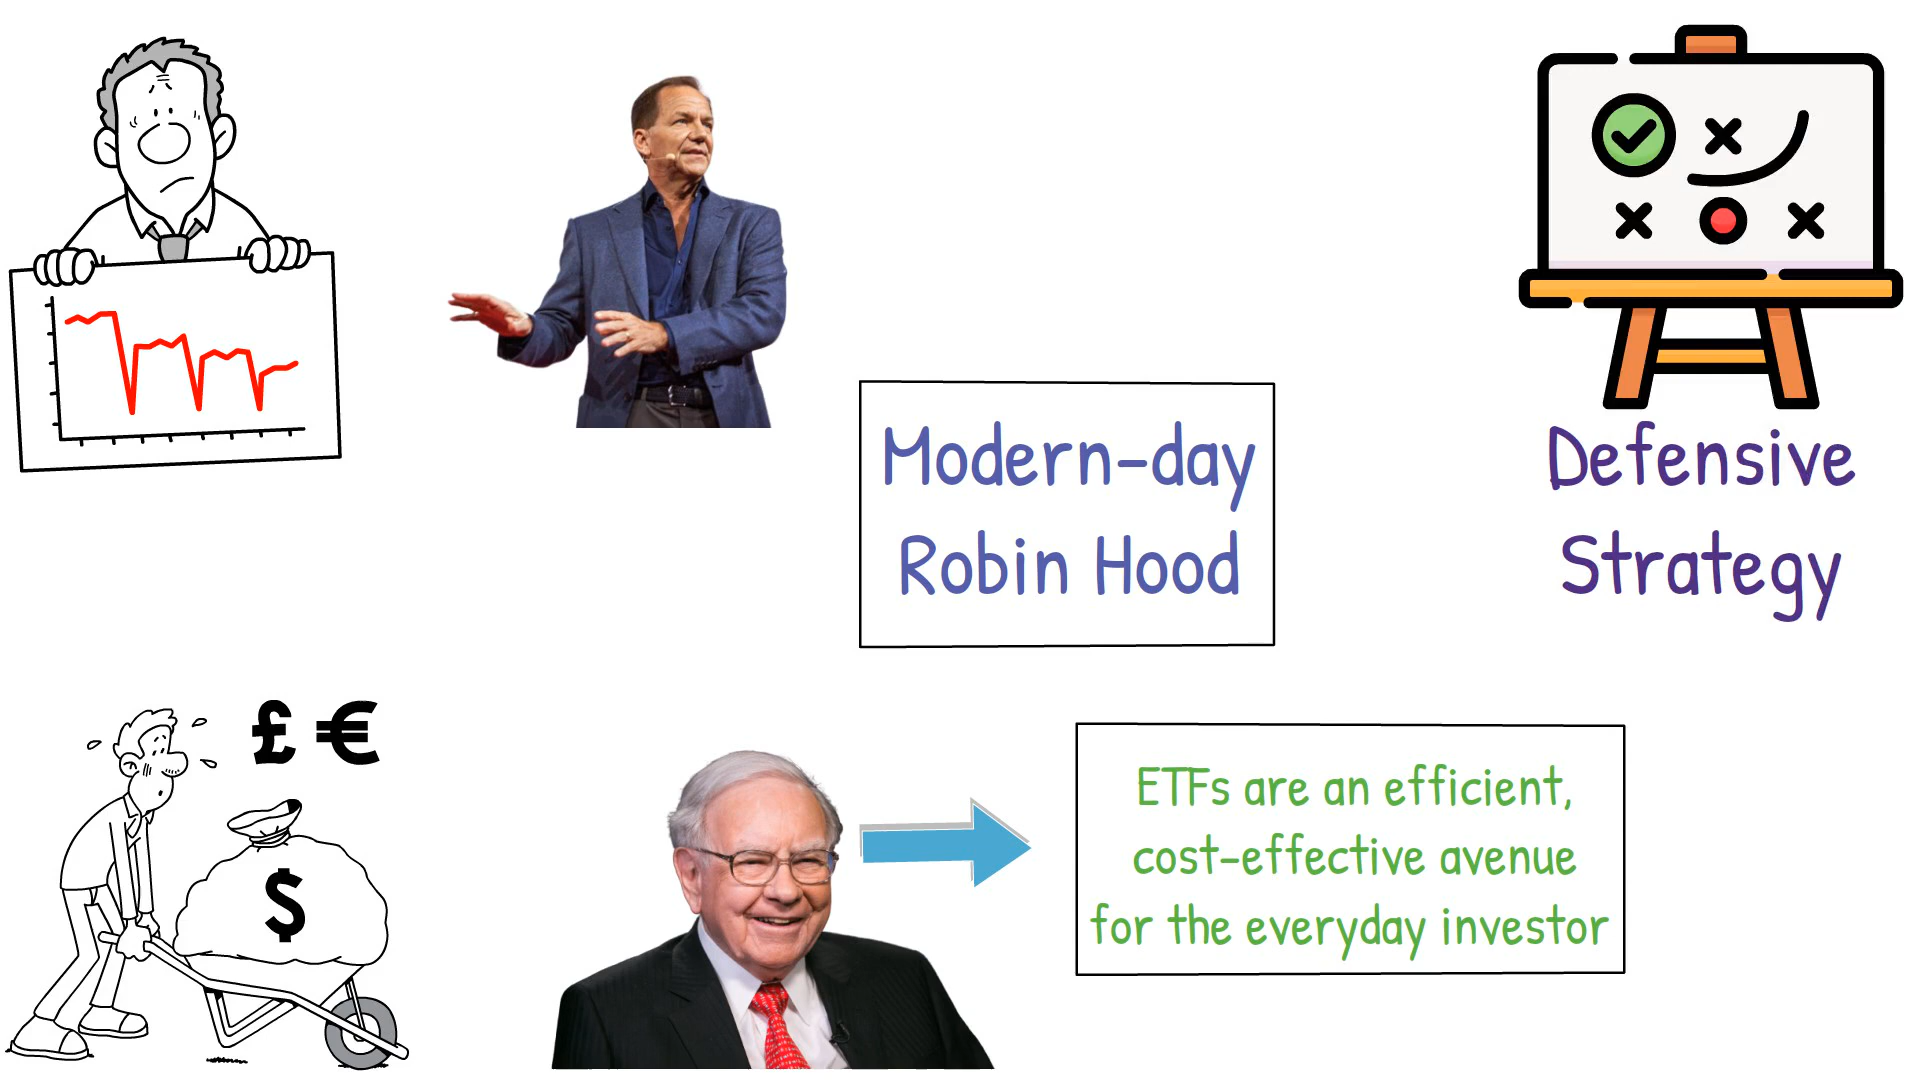 Modern-day
Robin Hood
Defensive
Strategy
£ €
$
ETFs are an efficient,
cost-effective avenue
for the everyday investor